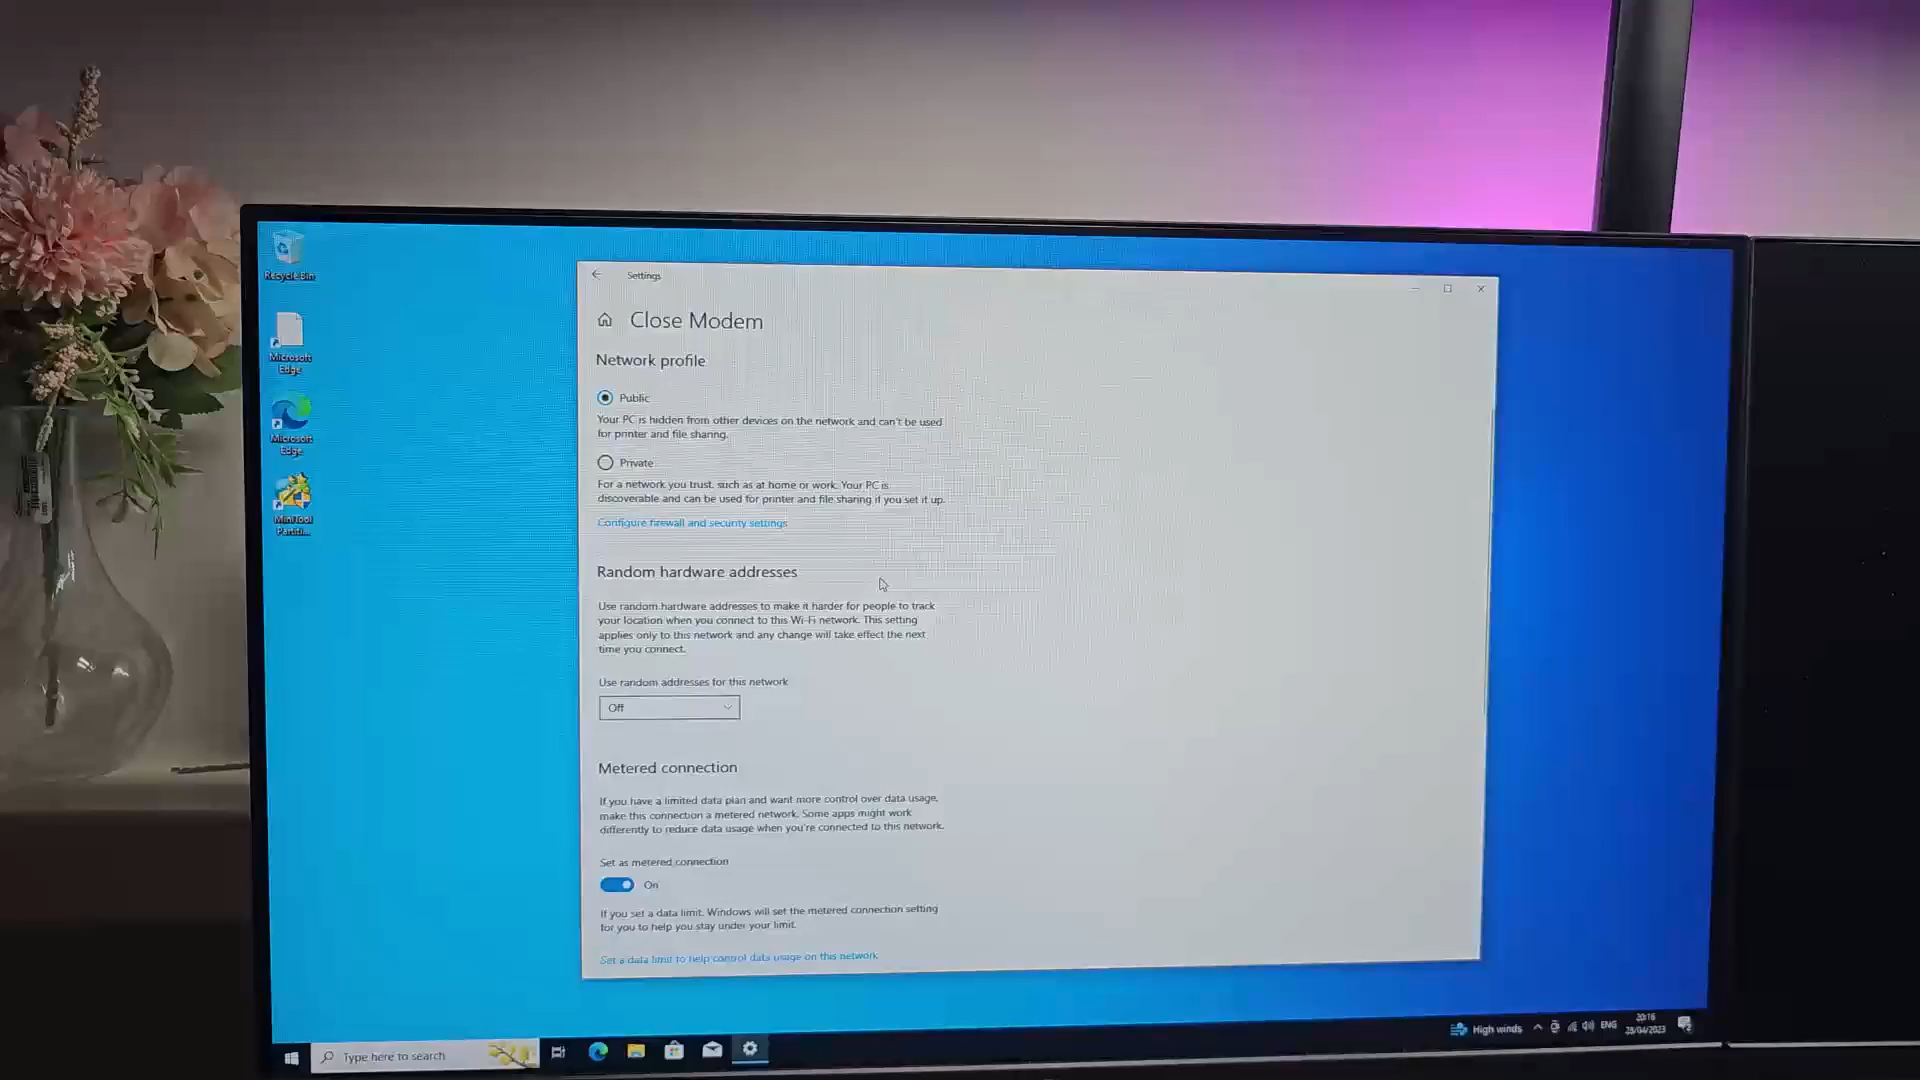 Recycle Bin
Microsoft
Edge
Microsoft
Edge
MiniTool
Partiti...
Settings
Close Modem
Network profile
Public
Your PC is hidden from other devices on the network and can't be used
for printer and file sharing.
Private
For a network you trust, such as at home or work. Your PC is
discoverable and can be used for printer and file sharing if you set it up.
Configure firewall and security settings
Random hardware addresses
Use random hardware addresses to make it harder for people to track
your location when you connect to this Wi-Fi network. This setting
applies only to this network and any change will take effect the next
time you connect.
Use random addresses for this network
Off
Metered connection
If you have a limited data plan and want more control over data usage,
make this connection a metered network. Some apps might work
differently to reduce data usage when you're connected to this network.
Set as metered connection
On
If you set a data limit, Windows will set the metered connection setting
for you to help you stay under your limit.
Set a data limit to help control data usage on this network
Type here to search
High winds
ENG
20:16
28/04/2023